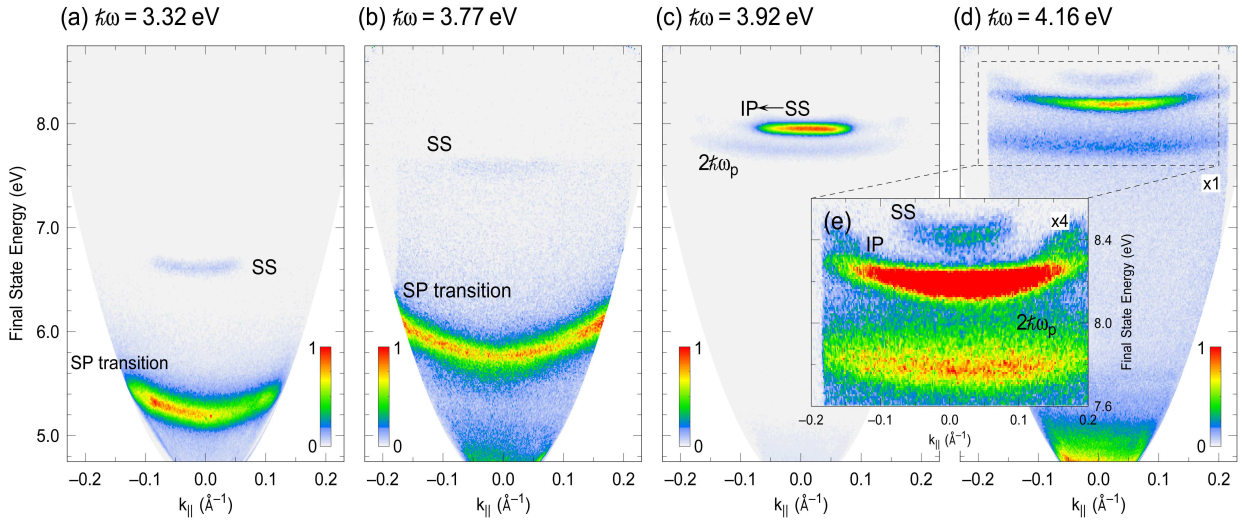 (a) ℏω = 3.32 eV
(b) ℏω = 3.77 eV
(c) ℏω = 3.92 eV
(d) ℏω = 4.16 eV
Final State Energy (eV)
8.0
7.0
6.0
5.0
SS
SP transition
1
0
−0.2 −0.1 0.0 0.1 0.2
k|| (Å⁻¹)
SS
SP transition
1
0
−0.2 −0.1 0.0 0.1 0.2
k|| (Å⁻¹)
IP ← SS
2ℏωp
1
0
−0.2 −0.1 0.0 0.1 0.2
k|| (Å⁻¹)
x1
1
0
−0.2 −0.1 0.0 0.1 0.2
k|| (Å⁻¹)
(e)
SS
x4
IP
2ℏωp
8.4
8.0
7.6
Final State Energy (eV)
−0.2 −0.1 0.0 0.1 0.2
k|| (Å⁻¹)